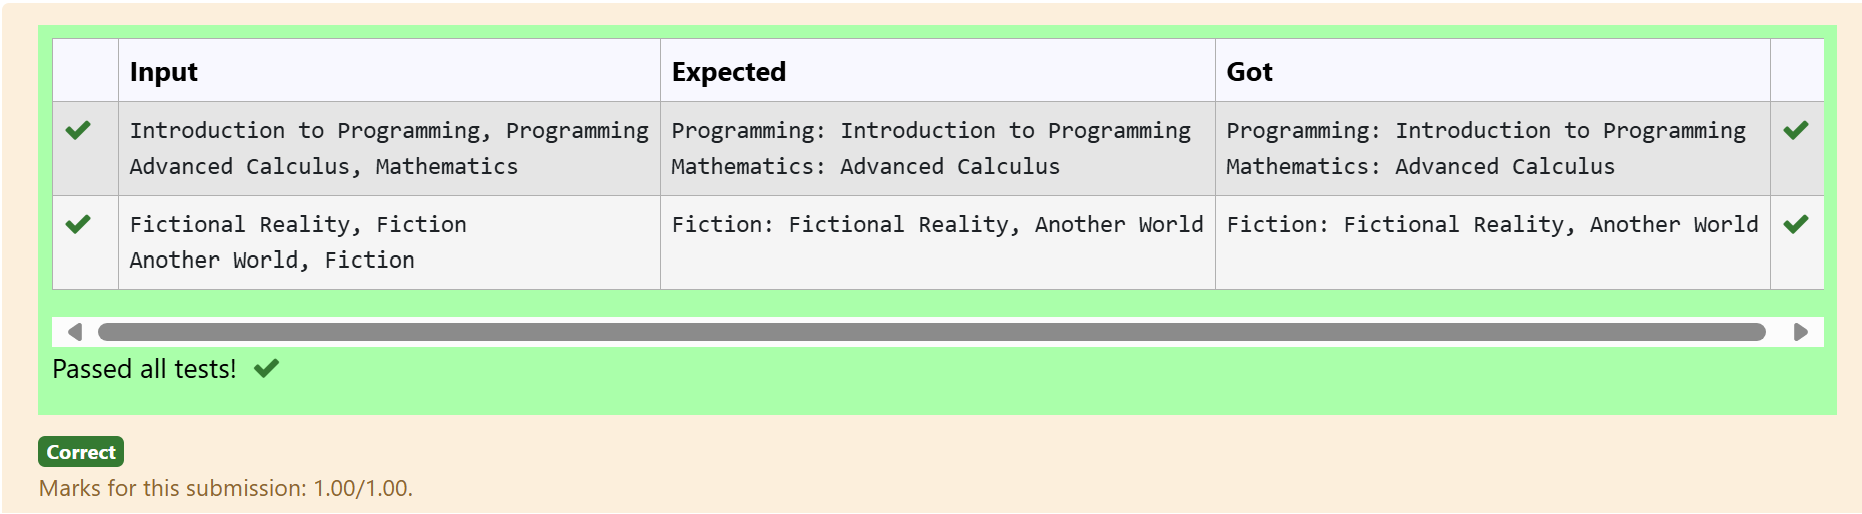 Input Expected Got
Introduction to Programming, Programming Programming: Introduction to Programming Programming: Introduction to Programming
Advanced Calculus, Mathematics Mathematics: Advanced Calculus Mathematics: Advanced Calculus
Fictional Reality, Fiction Fiction: Fictional Reality, Another World Fiction: Fictional Reality, Another World
Another World, Fiction
Passed all tests!
Correct
Marks for this submission: 1.00/1.00.